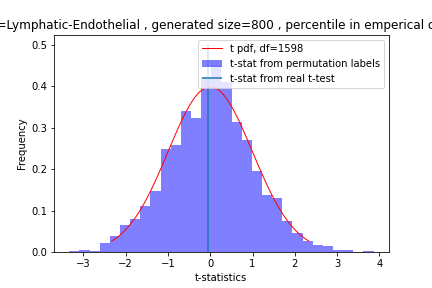 =Lymphatic-Endothelial , generated size=800 , percentile in emperical
t pdf, df=1598
t-stat from permutation labels
t-stat from real t-test
Frequency
0.5
0.4
0.3
0.2
0.1
0.0
−3 −2 −1 0 1 2 3 4
t-statistics